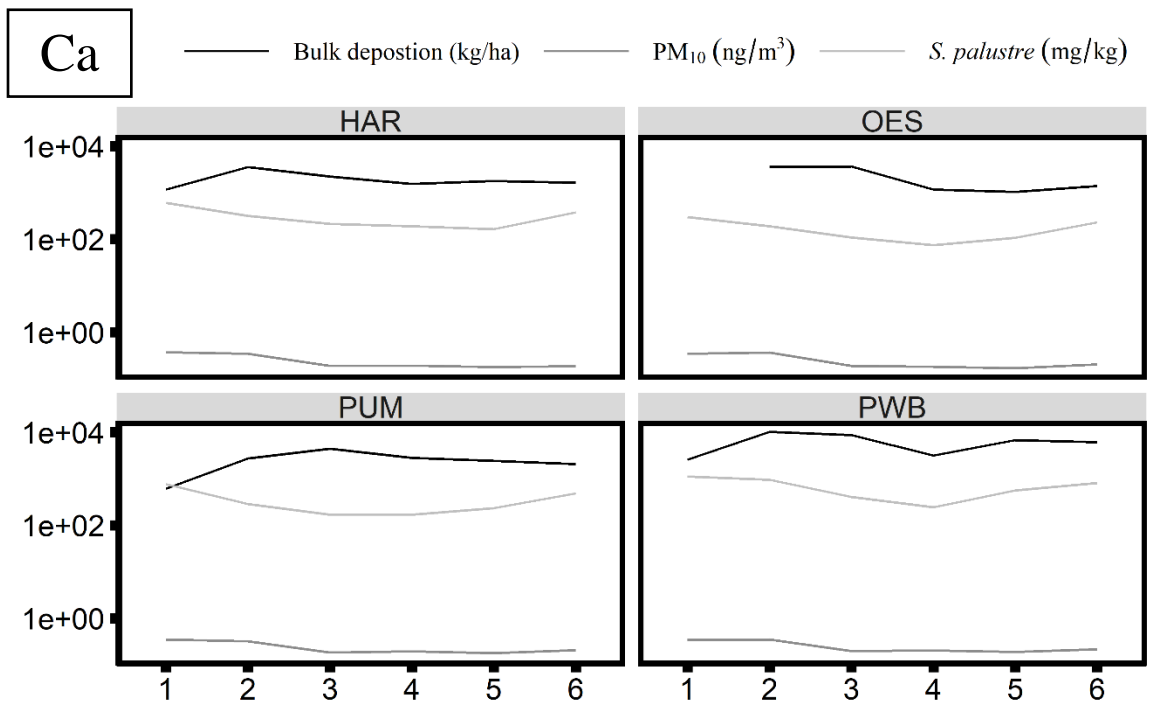 Ca
Bulk depostion (kg/ha) PM₁₀ (ng/m³) S. palustre (mg/kg)
HAR OES
1e+04
1e+02
1e+00
PUM PWB
1e+04
1e+02
1e+00
1 2 3 4 5 6 1 2 3 4 5 6